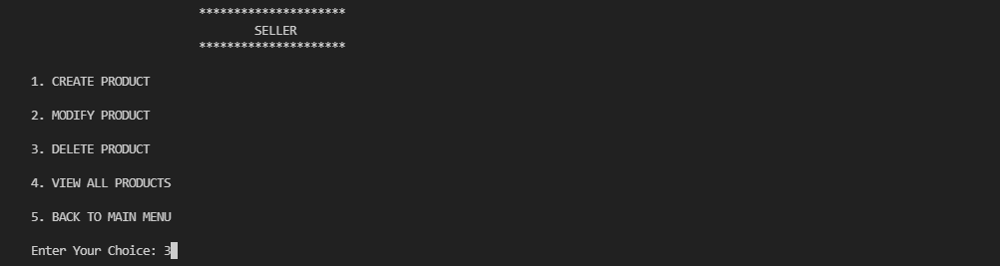 *********************
SELLER
*********************
1. CREATE PRODUCT
2. MODIFY PRODUCT
3. DELETE PRODUCT
4. VIEW ALL PRODUCTS
5. BACK TO MAIN MENU
Enter Your Choice: 3